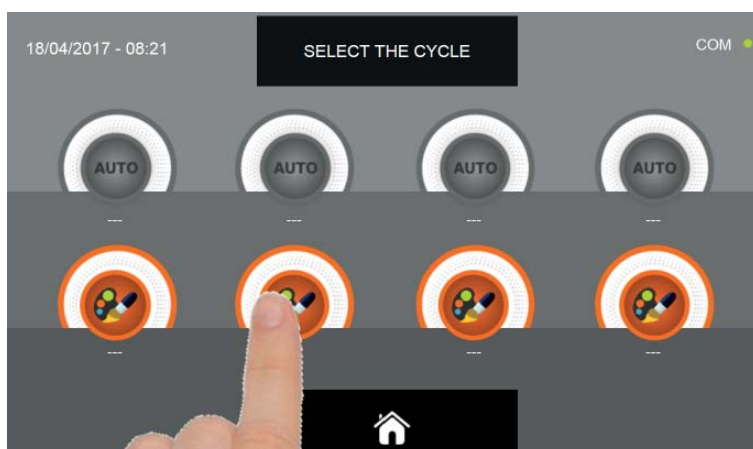 18/04/2017 - 08:21
SELECT THE CYCLE
COM
AUTO AUTO AUTO AUTO
--- --- --- ---
--- --- ---